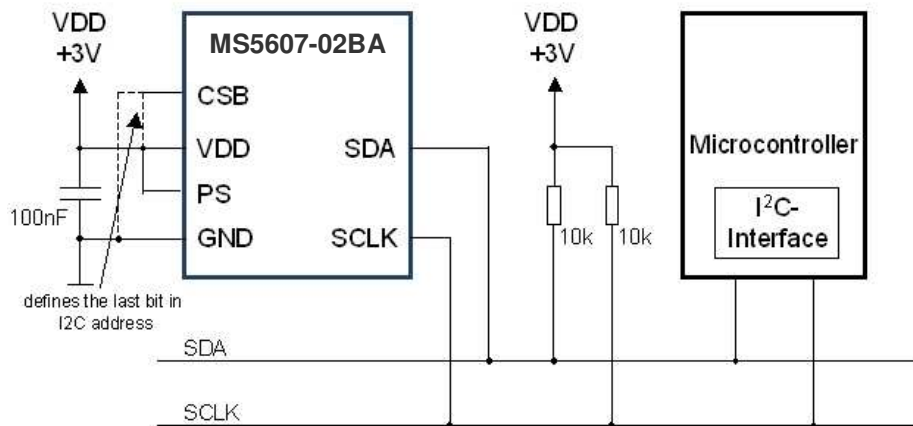 VDD
+3V
MS5607-02BA
CSB
VDD
PS
GND
SDA
SCLK
100nF
defines the last bit in
I2C address
VDD
+3V
10k
10k
Microcontroller
I²C-
Interface
SDA
SCLK